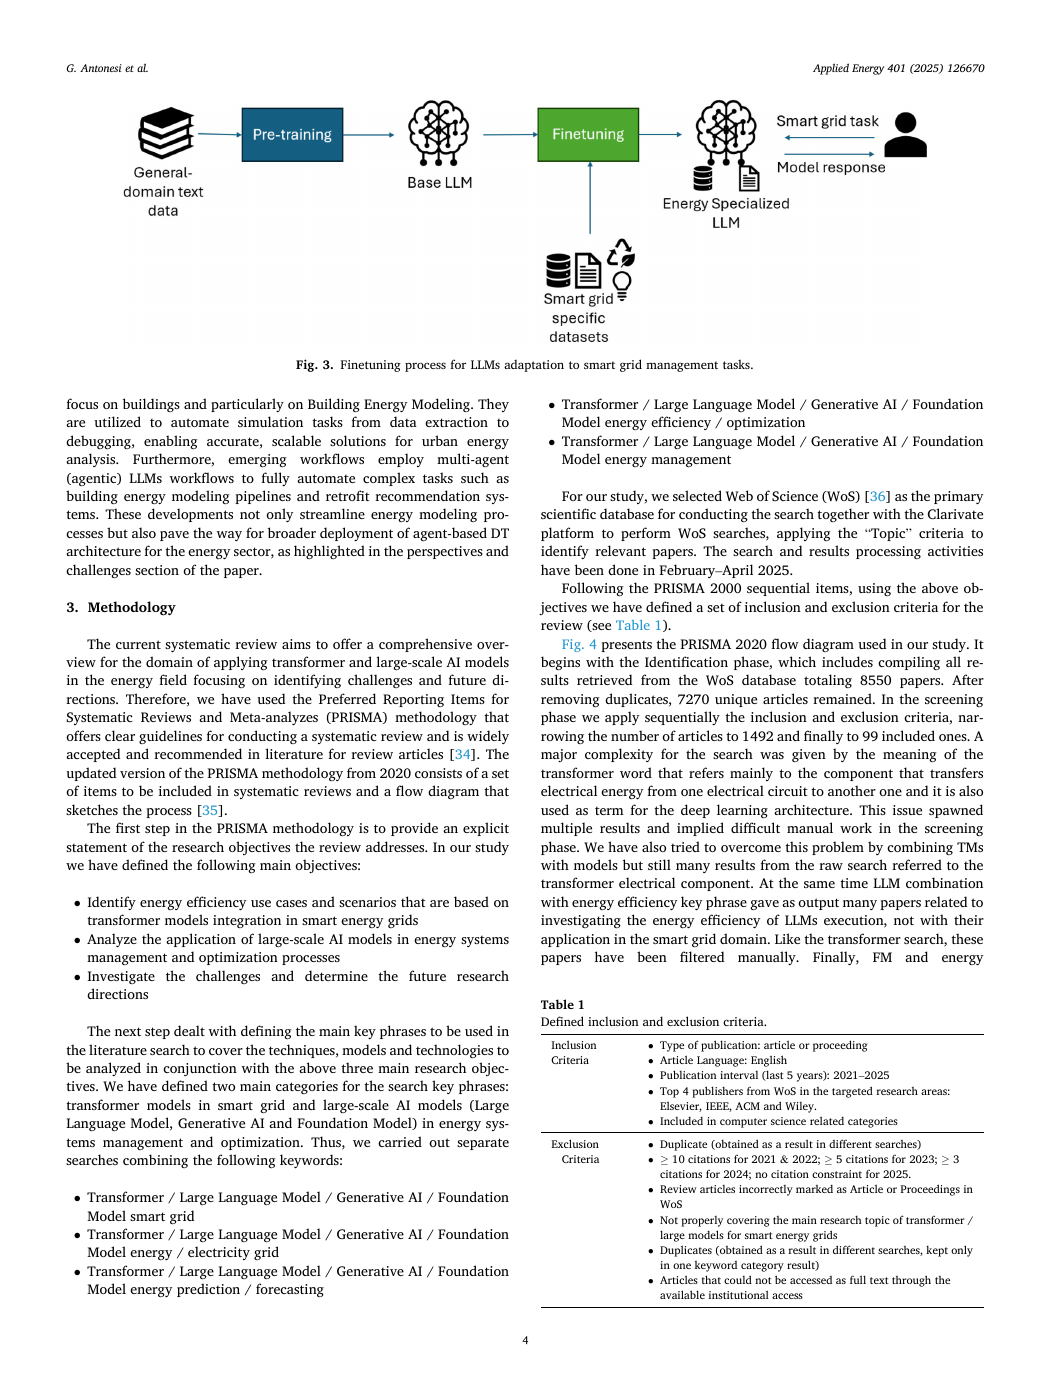 G. Antonesi et al.
Applied Energy 401 (2025) 126670
General-
domain text
data
Pre-training
Base LLM
Finetuning
Smart grid
specific
datasets
Energy Specialized
LLM
Smart grid task
Model response
Fig. 3. Finetuning process for LLMs adaptation to smart grid management tasks.
focus on buildings and particularly on Building Energy Modeling. They
are utilized to automate simulation tasks from data extraction to
debugging, enabling accurate, scalable solutions for urban energy
analysis. Furthermore, emerging workflows employ multi-agent
(agentic) LLMs workflows to fully automate complex tasks such as
building energy modeling pipelines and retrofit recommendation sys-
tems. These developments not only streamline energy modeling pro-
cesses but also pave the way for broader deployment of agent-based DT
architecture for the energy sector, as highlighted in the perspectives and
challenges section of the paper.
3. Methodology
The current systematic review aims to offer a comprehensive over-
view for the domain of applying transformer and large-scale AI models
in the energy field focusing on identifying challenges and future di-
rections. Therefore, we have used the Preferred Reporting Items for
Systematic Reviews and Meta-analyzes (PRISMA) methodology that
offers clear guidelines for conducting a systematic review and is widely
accepted and recommended in literature for review articles [34]. The
updated version of the PRISMA methodology from 2020 consists of a set
of items to be included in systematic reviews and a flow diagram that
sketches the process [35].
The first step in the PRISMA methodology is to provide an explicit
statement of the research objectives the review addresses. In our study
we have defined the following main objectives:
• Identify energy efficiency use cases and scenarios that are based on
transformer models integration in smart energy grids
• Analyze the application of large-scale AI models in energy systems
management and optimization processes
• Investigate the challenges and determine the future research
directions
The next step dealt with defining the main key phrases to be used in
the literature search to cover the techniques, models and technologies to
be analyzed in conjunction with the above three main research objec-
tives. We have defined two main categories for the search key phrases:
transformer models in smart grid and large-scale AI models (Large
Language Model, Generative AI and Foundation Model) in energy sys-
tems management and optimization. Thus, we carried out separate
searches combining the following keywords:
• Transformer / Large Language Model / Generative AI / Foundation
Model smart grid
• Transformer / Large Language Model / Generative AI / Foundation
Model energy / electricity grid
• Transformer / Large Language Model / Generative AI / Foundation
Model energy prediction / forecasting
• Transformer / Large Language Model / Generative AI / Foundation
Model energy efficiency / optimization
• Transformer / Large Language Model / Generative AI / Foundation
Model energy management
For our study, we selected Web of Science (WoS) [36] as the primary
scientific database for conducting the search together with the Clarivate
platform to perform WoS searches, applying the “Topic” criteria to
identify relevant papers. The search and results processing activities
have been done in February–April 2025.
Following the PRISMA 2000 sequential items, using the above ob-
jectives we have defined a set of inclusion and exclusion criteria for the
review (see Table 1).
Fig. 4 presents the PRISMA 2020 flow diagram used in our study. It
begins with the Identification phase, which includes compiling all re-
sults retrieved from the WoS database totaling 8550 papers. After
removing duplicates, 7270 unique articles remained. In the screening
phase we apply sequentially the inclusion and exclusion criteria, nar-
rowing the number of articles to 1492 and finally to 99 included ones. A
major complexity for the search was given by the meaning of the
transformer word that refers mainly to the component that transfers
electrical energy from one electrical circuit to another one and it is also
used as term for the deep learning architecture. This issue spawned
multiple results and implied difficult manual work in the screening
phase. We have also tried to overcome this problem by combining TMs
with models but still many results from the raw search referred to the
transformer electrical component. At the same time LLM combination
with energy efficiency key phrase gave as output many papers related to
investigating the energy efficiency of LLMs execution, not with their
application in the smart grid domain. Like the transformer search, these
papers have been filtered manually. Finally, FM and energy
Table 1
Defined inclusion and exclusion criteria.
Inclusion
Criteria
• Type of publication: article or proceeding
• Article Language: English
• Publication interval (last 5 years): 2021–2025
• Top 4 publishers from WoS in the targeted research areas:
Elsevier, IEEE, ACM and Wiley.
• Included in computer science related categories
Exclusion
Criteria
• Duplicate (obtained as a result in different searches)
• ≥ 10 citations for 2021 & 2022; ≥ 5 citations for 2023; ≥ 3
citations for 2024; no citation constraint for 2025.
• Review articles incorrectly marked as Article or Proceedings in
WoS
• Not properly covering the main research topic of transformer /
large models for smart energy grids
• Duplicates (obtained as a result in different searches, kept only
in one keyword category result)
• Articles that could not be accessed as full text through the
available institutional access
4